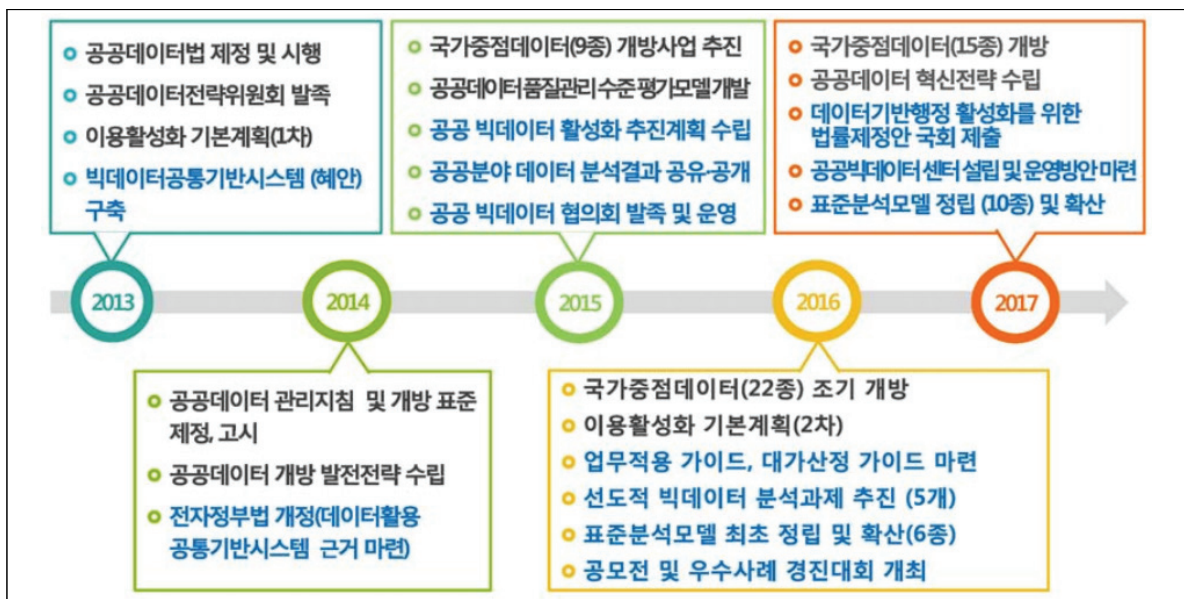 공공데이터법 제정 및 시행
공공데이터전략위원회 발족
이용활성화 기본계획(1차)
빅데이터공통기반시스템 (혜안)
구축
국가중점데이터(9종) 개방사업 추진
공공데이터 품질관리 수준 평가모델 개발
공공 빅데이터 활성화 추진계획 수립
공공분야 데이터 분석결과 공유·공개
공공 빅데이터 협의회 발족 및 운영
국가중점데이터(15종) 개방
공공데이터 혁신전략 수립
데이터기반행정 활성화를 위한
법률제정안 국회 제출
공공빅데이터 센터 설립 및 운영방안 마련
표준분석모델 정립 (10종) 및 확산
2013
2014
2015
2016
2017
공공데이터 관리지침 및 개방 표준
제정, 고시
공공데이터 개방 발전전략 수립
전자정부법 개정(데이터활용
공통기반시스템 근거 마련)
국가중점데이터(22종) 조기 개방
이용활성화 기본계획(2차)
업무적용 가이드, 대가산정 가이드 마련
선도적 빅데이터 분석과제 추진 (5개)
표준분석모델 최초 정립 및 확산(6종)
공모전 및 우수사례 경진대회 개최